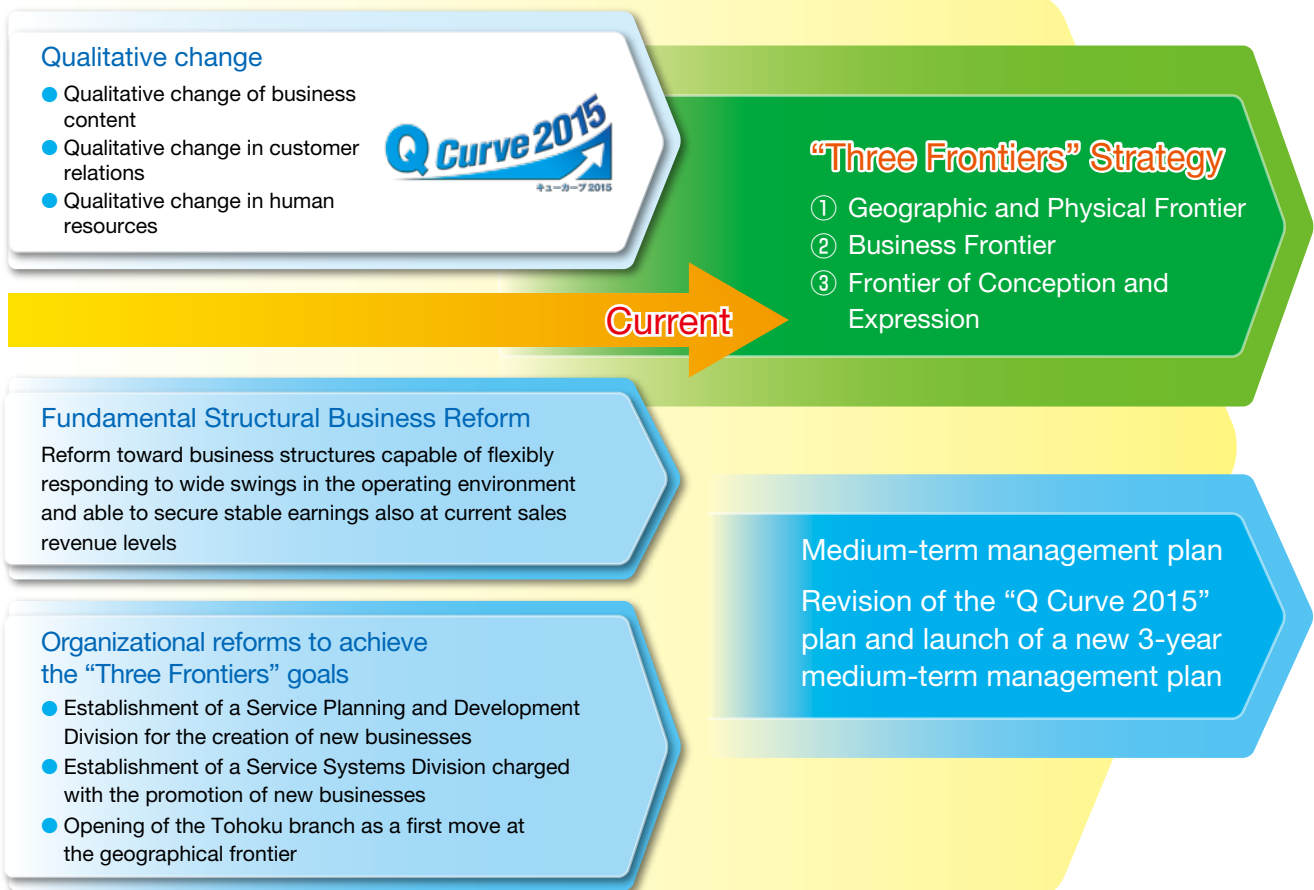 Qualitative change
● Qualitative change of business
content
● Qualitative change in customer
relations
● Qualitative change in human
resources
Q Curve 2015
キューカーブ 2015
“Three Frontiers” Strategy
① Geographic and Physical Frontier
② Business Frontier
③ Frontier of Conception and
Expression
Current
Fundamental Structural Business Reform
Reform toward business structures capable of flexibly
responding to wide swings in the operating environment
and able to secure stable earnings also at current sales
revenue levels
Organizational reforms to achieve
the “Three Frontiers” goals
● Establishment of a Service Planning and Development
Division for the creation of new businesses
● Establishment of a Service Systems Division charged
with the promotion of new businesses
● Opening of the Tohoku branch as a first move at
the geographical frontier
Medium-term management plan
Revision of the “Q Curve 2015”
plan and launch of a new 3-year
medium-term management plan